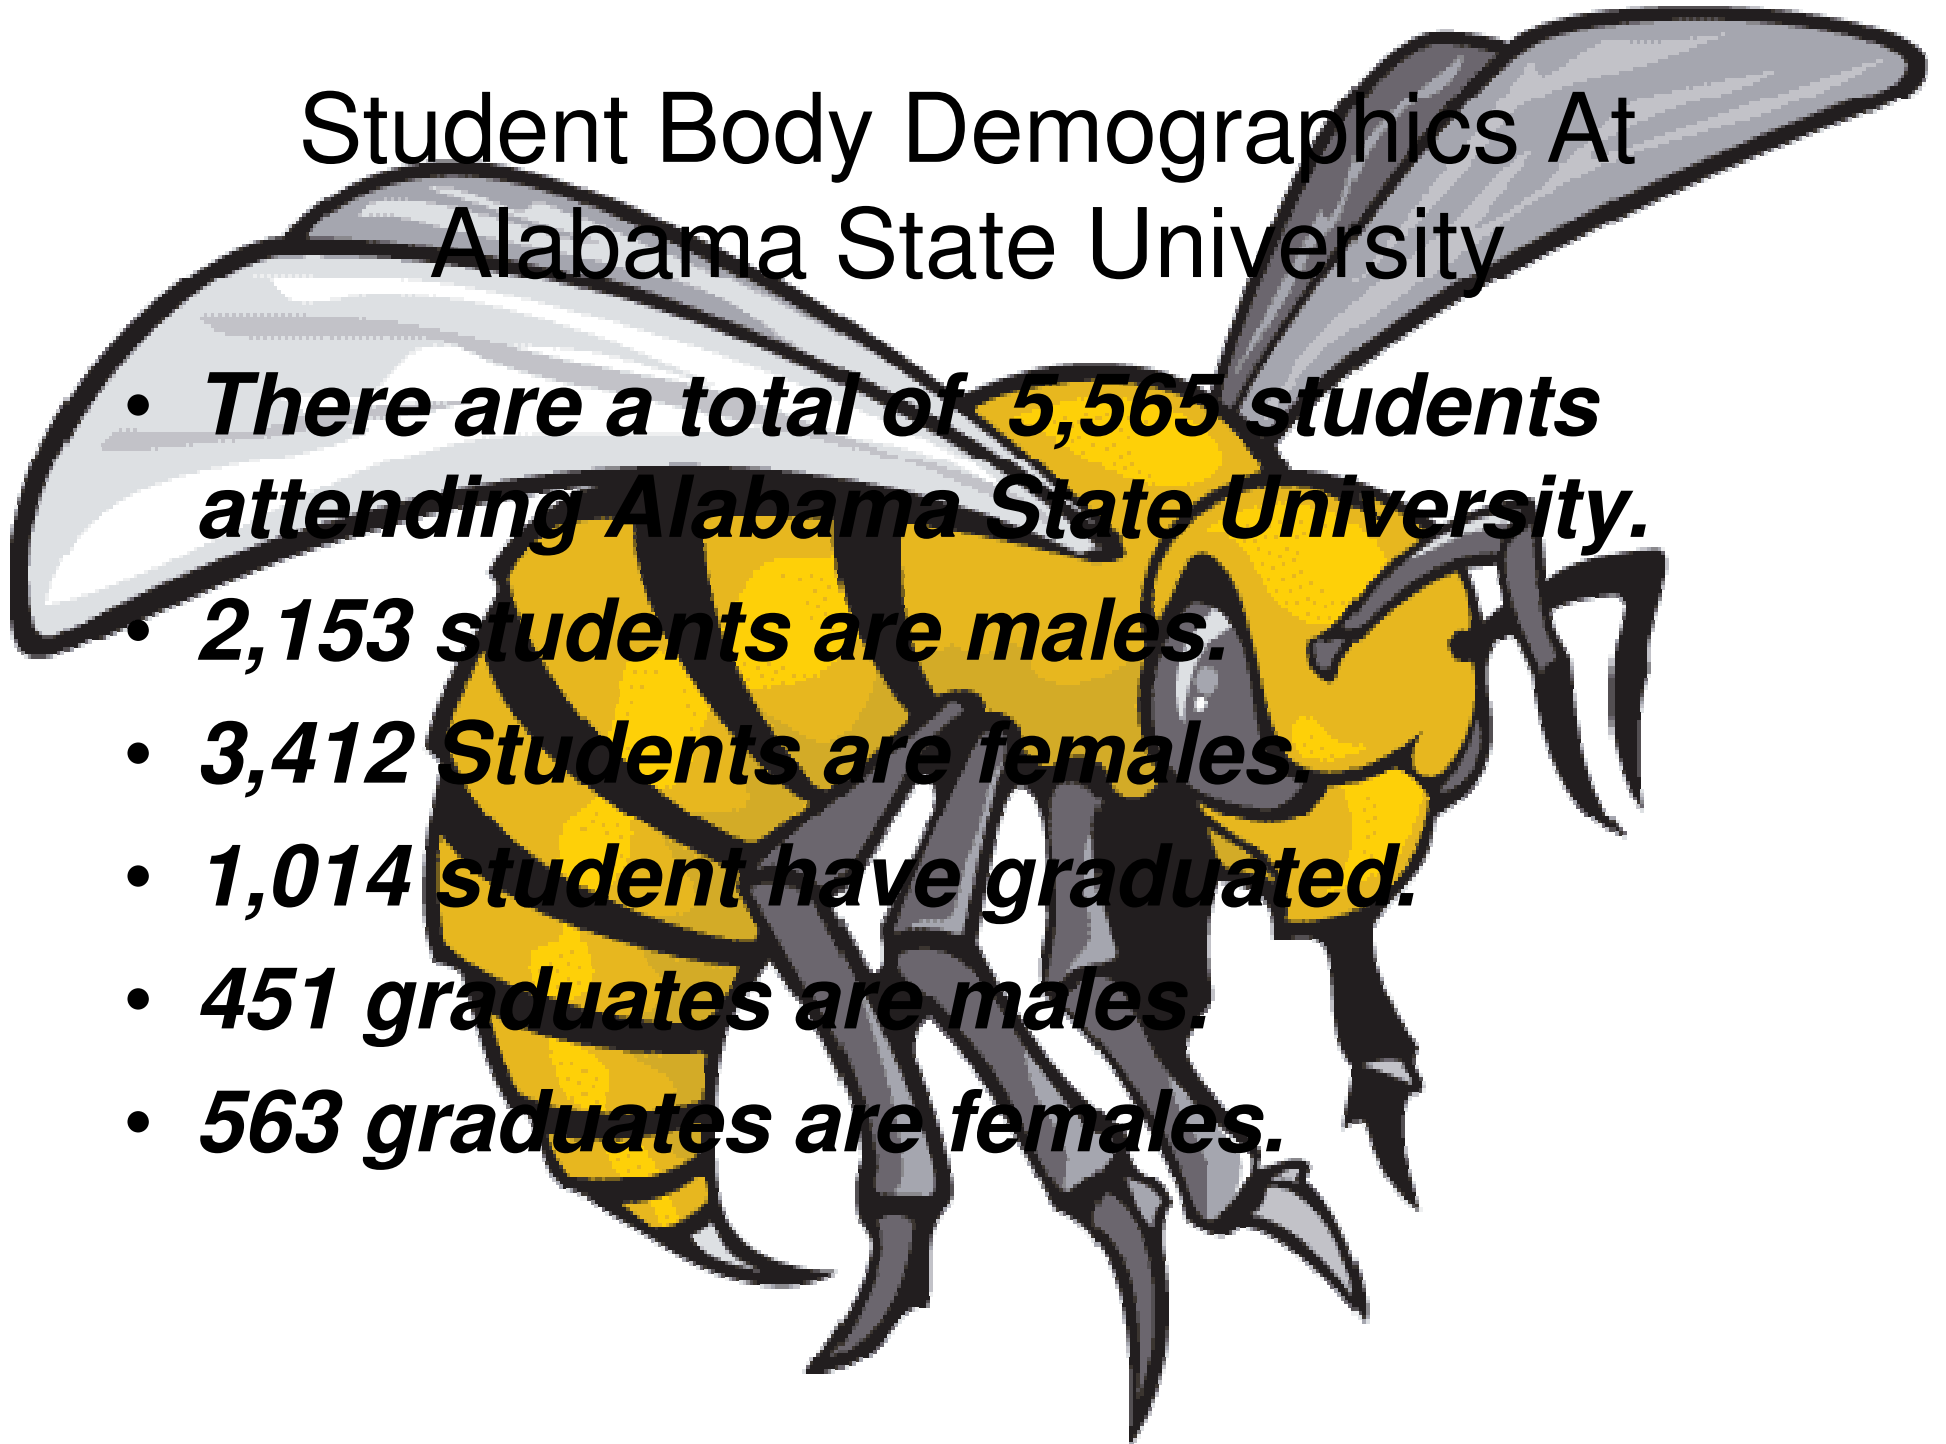 Student Body Demographics At
Alabama State University
• There are a total of  5,565 students
attending Alabama State University.
• 2,153 students are males.
• 3,412 Students are females.
• 1,014 student have graduated.
• 451 graduates are males.
• 563 graduates are females.